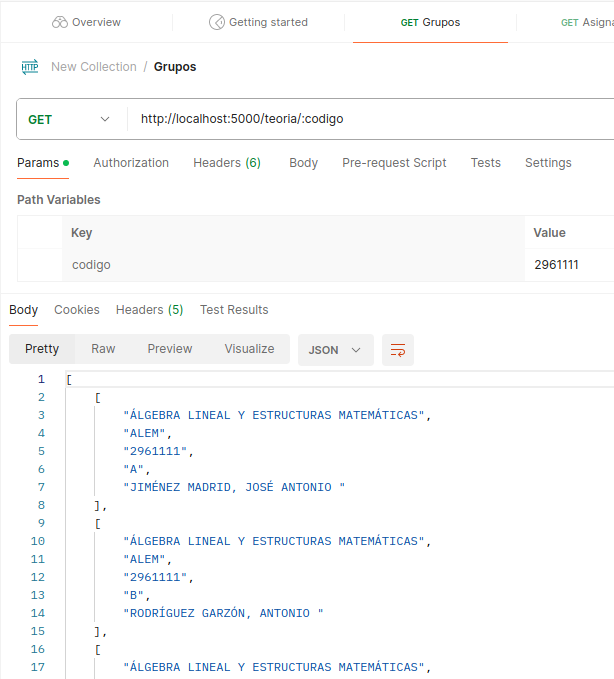 Overview Getting started GET Grupos GET Asigna
HTTP New Collection / Grupos
GET http://localhost:5000/teoria/:codigo
Params Authorization Headers (6) Body Pre-request Script Tests Settings
Path Variables
Key Value
codigo 2961111
Body Cookies Headers (5) Test Results
Pretty Raw Preview Visualize JSON
1 [
2 [
3 "ÁLGEBRA LINEAL Y ESTRUCTURAS MATEMÁTICAS",
4 "ALEM",
5 "2961111",
6 "A",
7 "JIMÉNEZ MADRID, JOSÉ ANTONIO "
8 ],
9 [
10 "ÁLGEBRA LINEAL Y ESTRUCTURAS MATEMÁTICAS",
11 "ALEM",
12 "2961111",
13 "B",
14 "RODRÍGUEZ GARZÓN, ANTONIO "
15 ],
16 [
17 "ÁLGEBRA LINEAL Y ESTRUCTURAS MATEMÁTICAS",